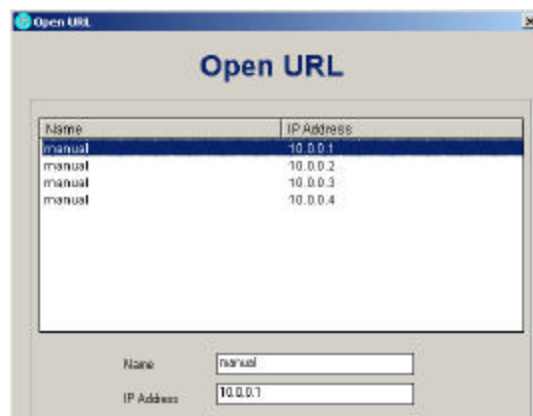 Open URL
Open URL
Name IP Address
manual 10.0.0.1
manual 10.0.0.2
manual 10.0.0.3
manual 10.0.0.4
Name manual
IP Address 10.0.0.1